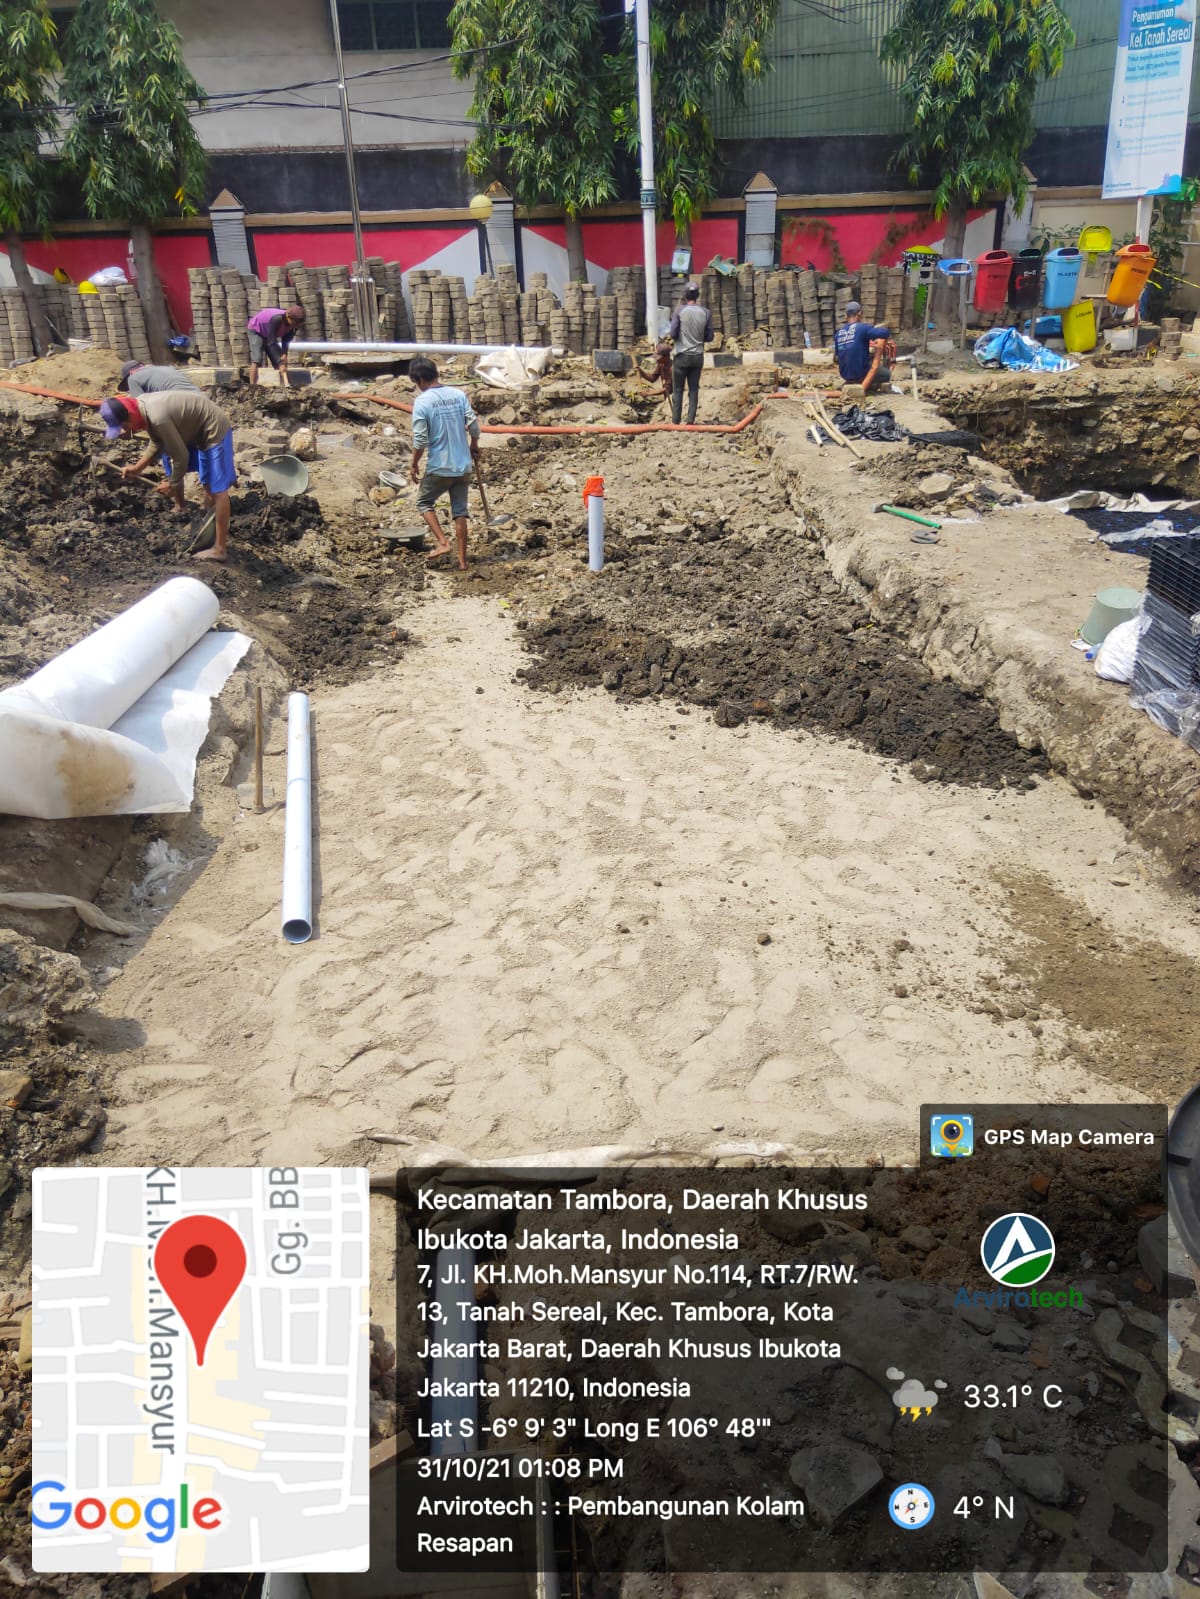 Pengumuman
Kel. Tanah Sereal
PLASTIK
LOGAM
GPS Map Camera
KH.Moh.Mansyur
Gg. BB
Google
Kecamatan Tambora, Daerah Khusus
Ibukota Jakarta, Indonesia
7, Jl. KH.Moh.Mansyur No.114, RT.7/RW.
13, Tanah Sereal, Kec. Tambora, Kota
Jakarta Barat, Daerah Khusus Ibukota
Jakarta 11210, Indonesia
Lat S -6° 9' 3" Long E 106° 48'"
31/10/21 01:08 PM
Arvirotech : : Pembangunan Kolam
Resapan
Arvirotech
33.1° C
N
E
S
W
4° N